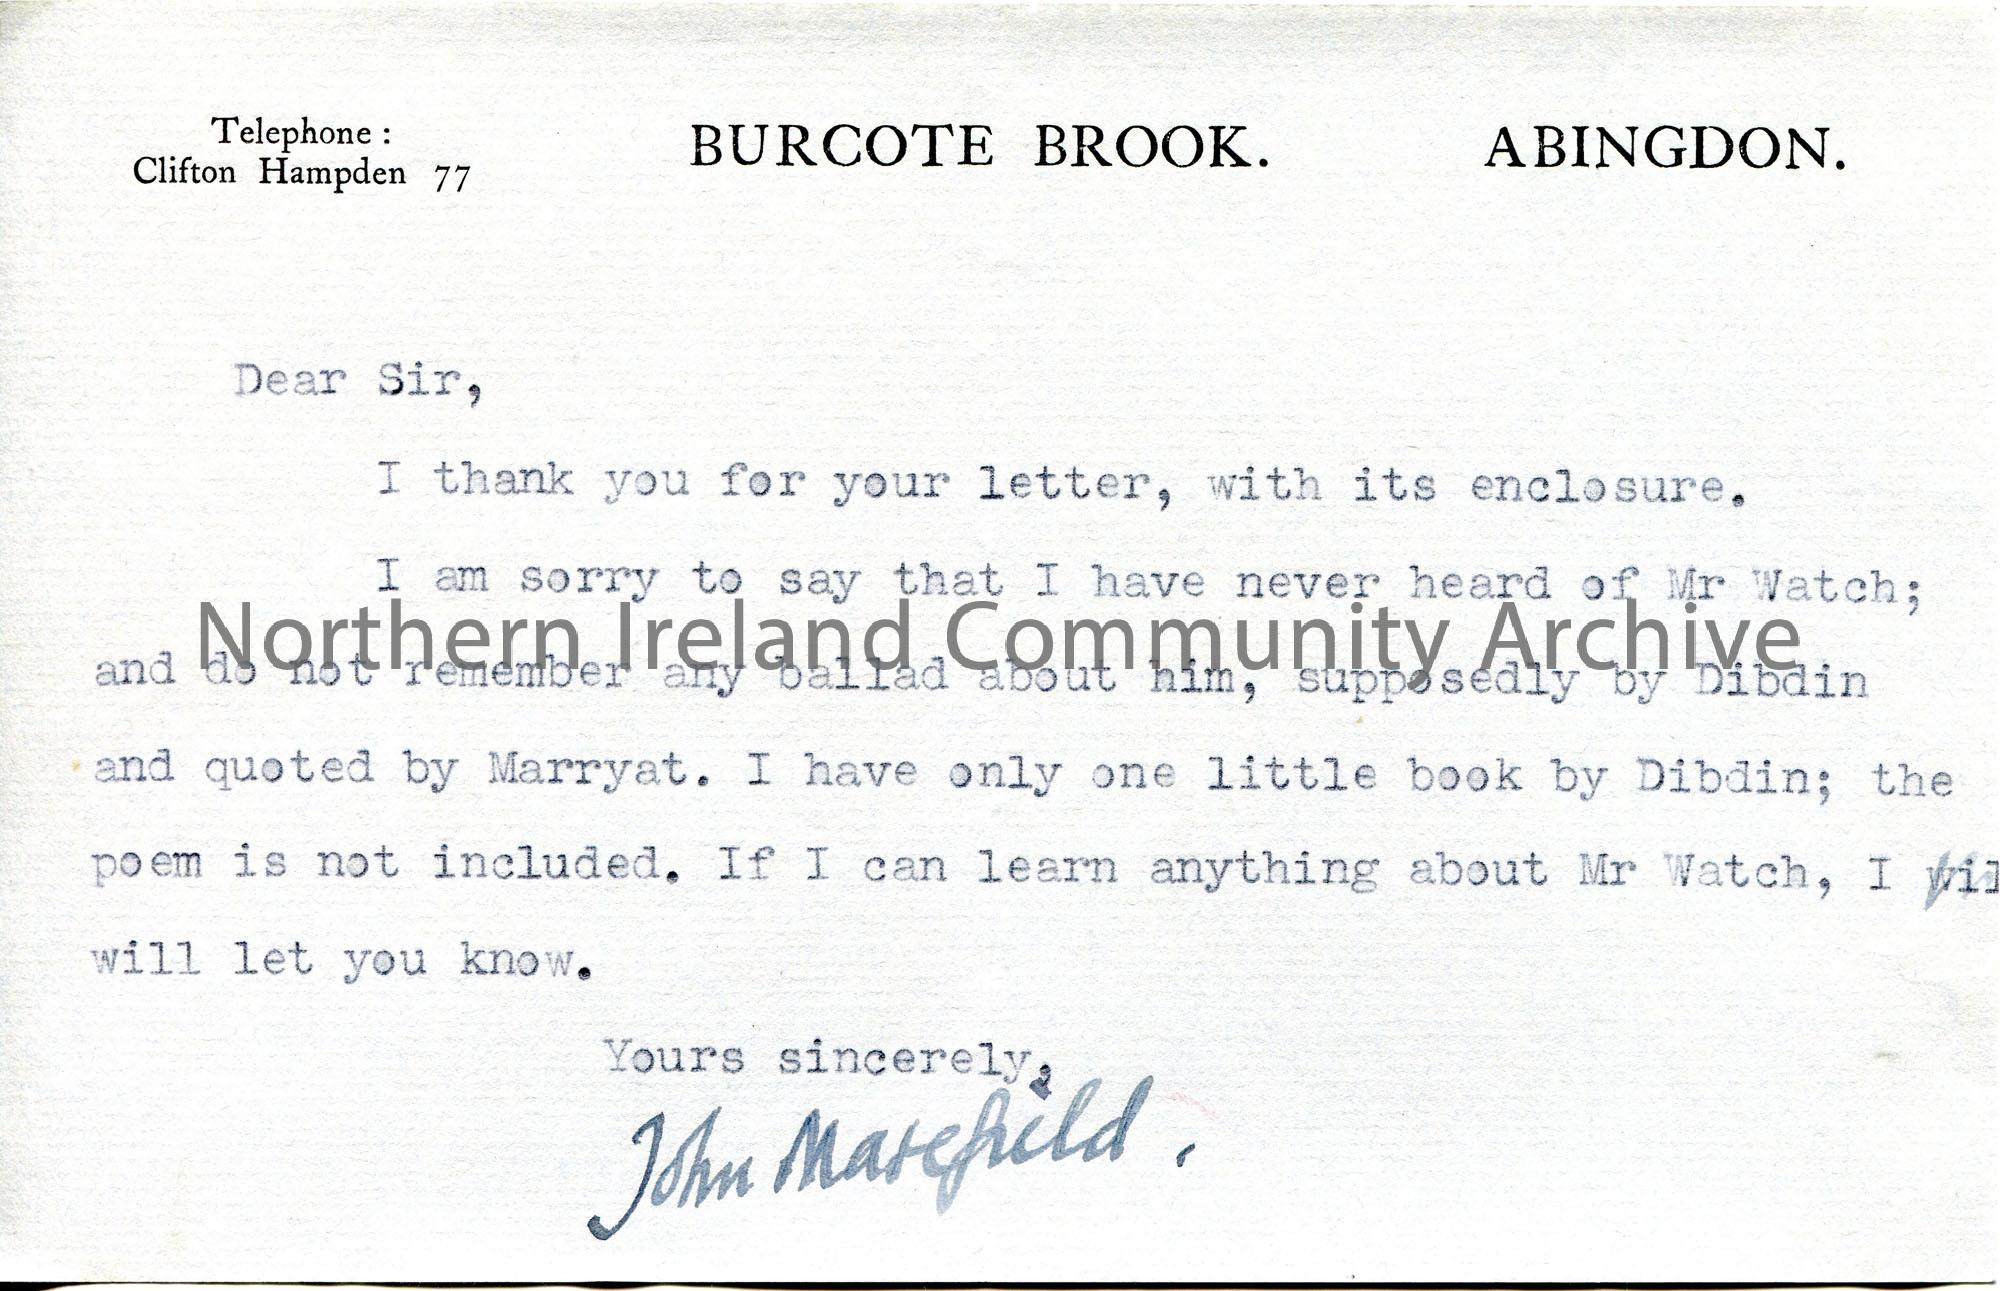 Telephone :
Clifton Hampden 77
BURCOTE BROOK.
ABINGDON.
Dear Sir,
I thank you for your letter, with its enclosure.
I am sorry to say that I have never heard of Mr Watch;
Northern Ireland Community Archive
and do not remember any ballad about him, supposedly by Dibdin
and quoted by Marryat. I have only one little book by Dibdin; the
poem is not included. If I can learn anything about Mr Watch, I wil
will let you know.
Yours sincerely,
John Masefield.